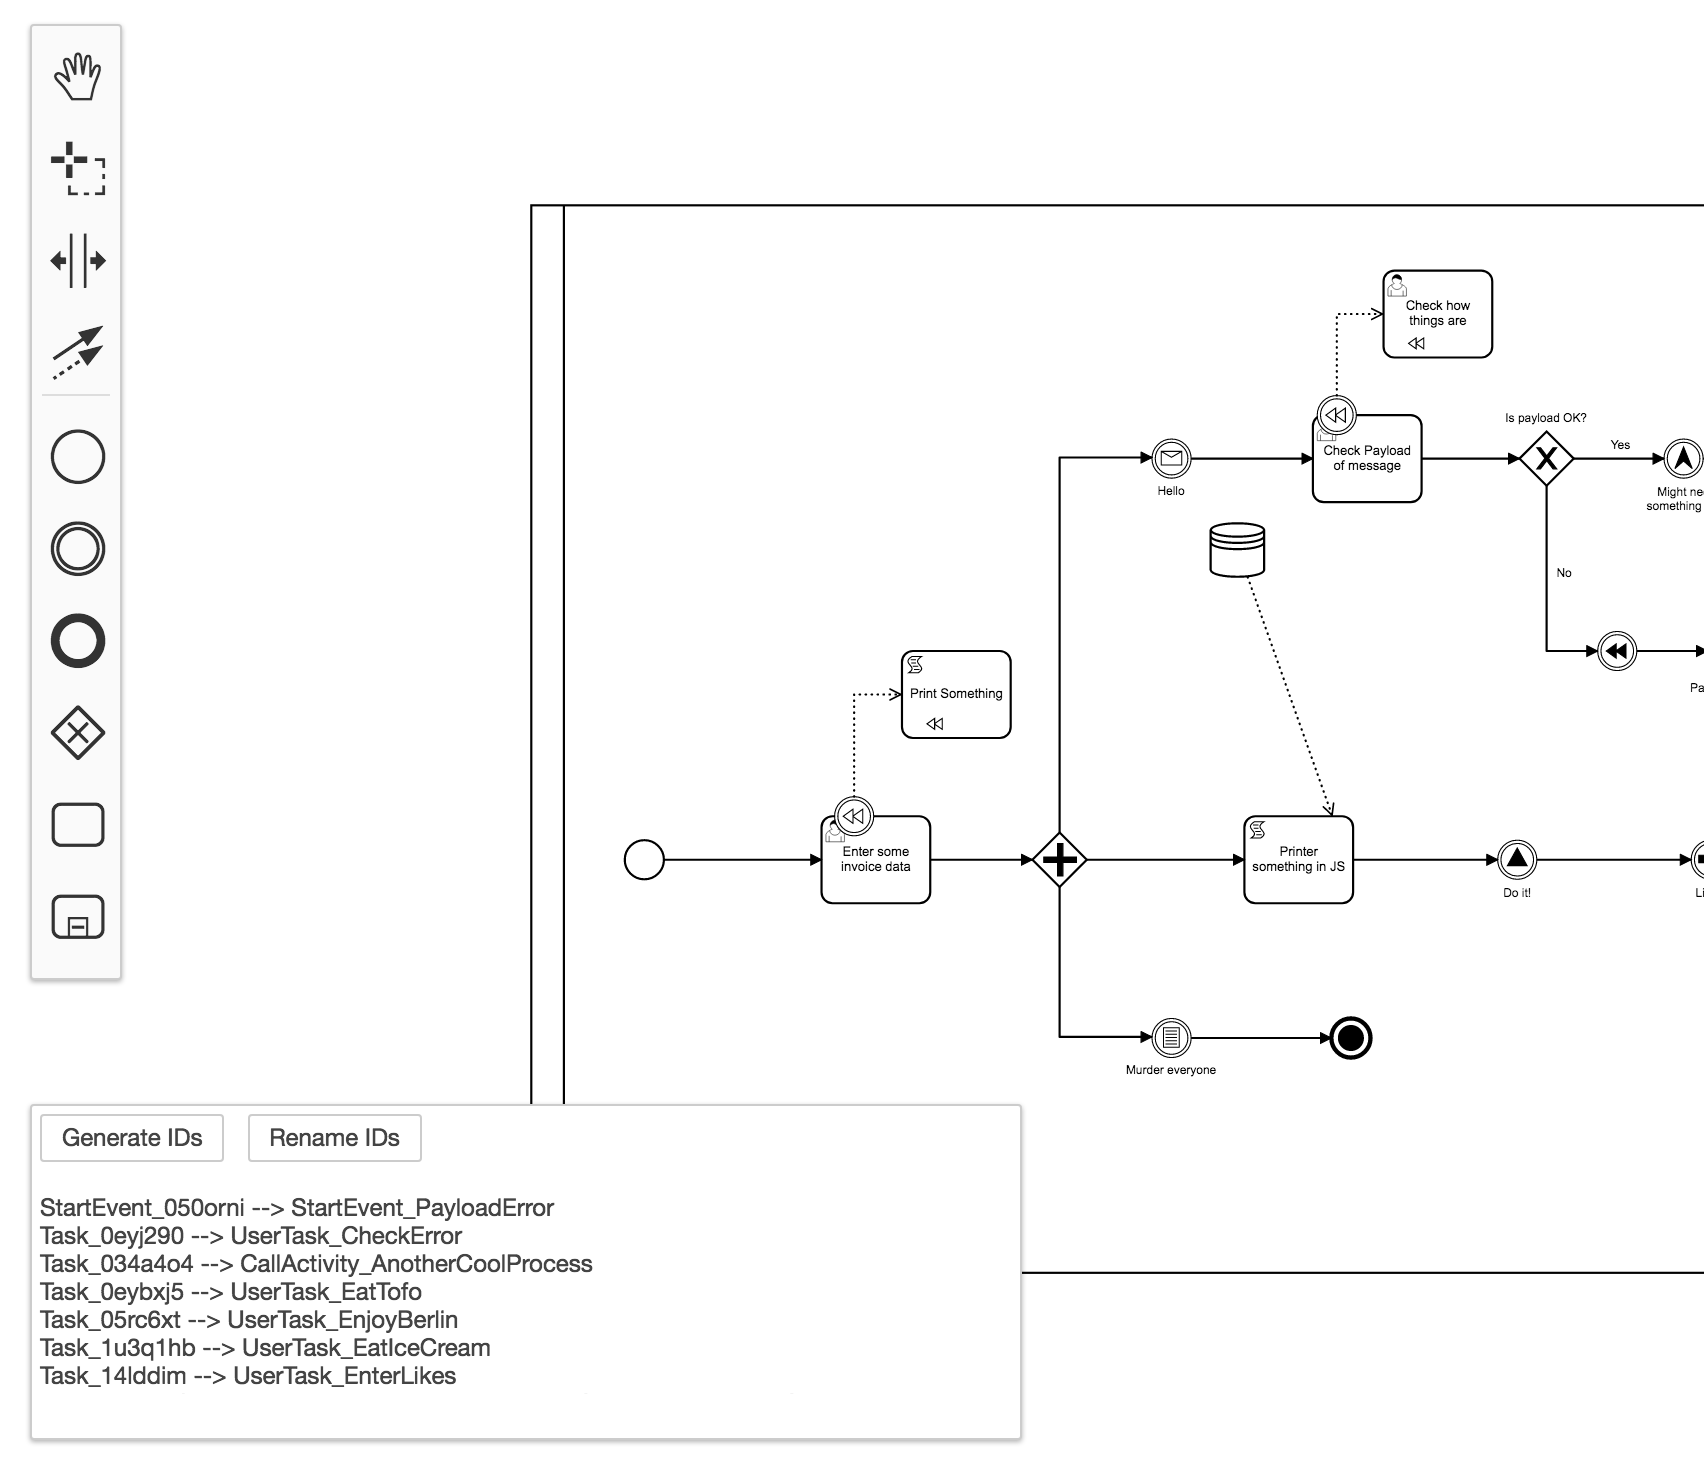 Check how
things are
Is payload OK?
Yes
Check Payload
of message
Hello
Might ne
something
No
Print Something
Pa
Enter some
invoice data
Printer
something in JS
Do it!
Li
Murder everyone
Generate IDs
Rename IDs
StartEvent_050orni --> StartEvent_PayloadError
Task_0eyj290 --> UserTask_CheckError
Task_034a4o4 --> CallActivity_AnotherCoolProcess
Task_0eybxj5 --> UserTask_EatTofo
Task_05rc6xt --> UserTask_EnjoyBerlin
Task_1u3q1hb --> UserTask_EatIceCream
Task_14lddim --> UserTask_EnterLikes